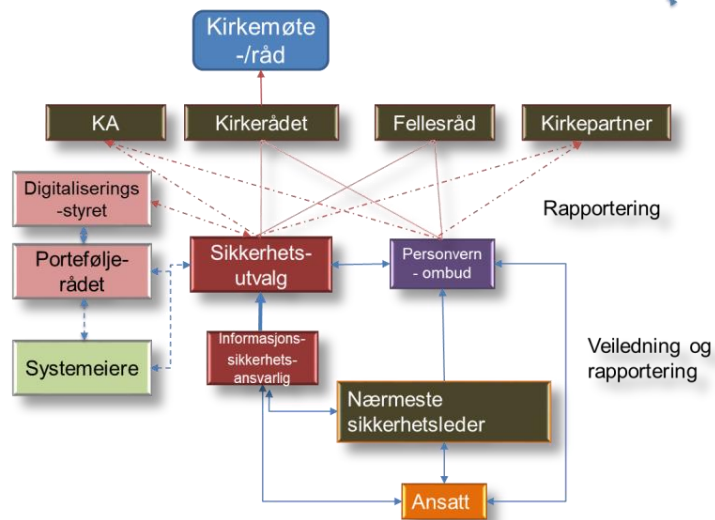 Kirkemøte
-/råd
KA
Kirkerådet
Fellesråd
Kirkepartner
Digitaliserings
-styret
Rapportering
Portefølje-
rådet
Sikkerhets-
utvalg
Personvern
- ombud
Systemeiere
Informasjons-
sikkerhets-
ansvarlig
Veiledning og
rapportering
Nærmeste
sikkerhetsleder
Ansatt